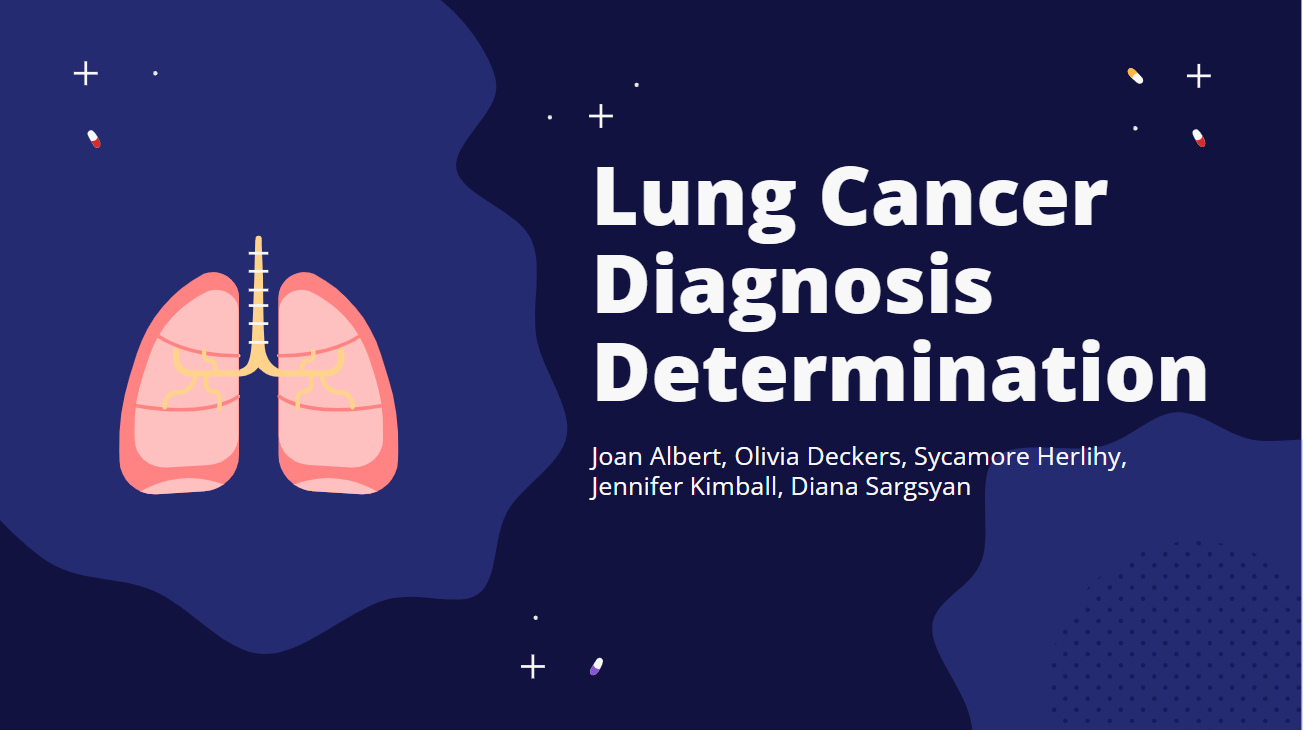 Lung Cancer
Diagnosis
Determination
Joan Albert, Olivia Deckers, Sycamore Herlihy,
Jennifer Kimball, Diana Sargsyan